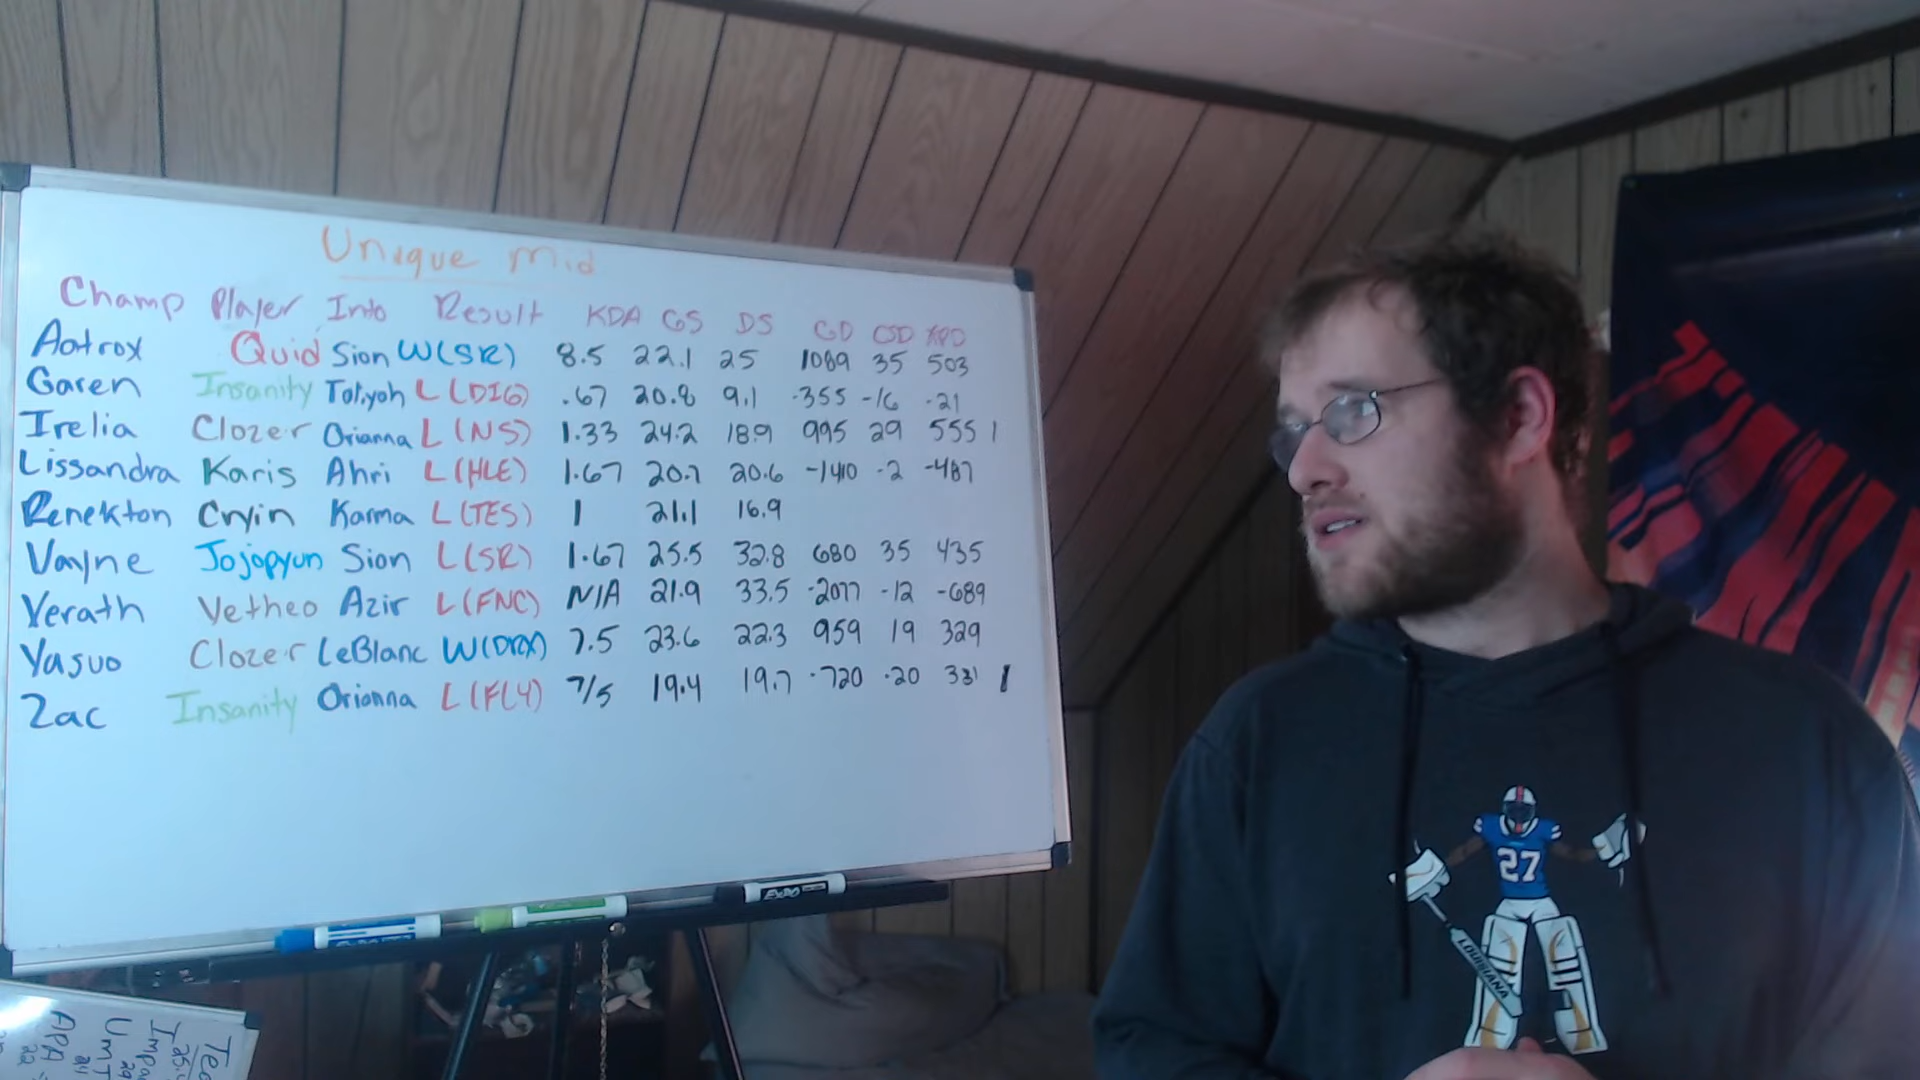 Unique Mid
Champ Player Into Result KDA GS DS GD CSD XPD
Aatrox Quid Sion W(SR) 8.5 22.1 25 1089 35 503
Garen Insanity Taliyah L(DIG) .67 20.8 9.1 -355 -16 -21
Irelia Clozer Orianna L(NS) 1.33 24.2 18.9 995 29 555 1
Lissandra Karis Ahri L(HLE) 1.67 20.7 20.6 -1410 -2 -487
Renekton Cryin Karma L(TES) 1 21.1 16.9
Vayne Jojopyun Sion L(SR) 1.67 25.5 32.8 680 35 435
Xerath Vetheo Azir L(FNC) N/A 21.9 33.5 -2077 -12 -689
Yasuo Clozer LeBlanc W(DRX) 7.5 23.6 22.3 959 19 329
Zac Insanity Orianna L(FLY) 7/5 19.4 19.7 -720 -20 331 1
EXPO
27
LOUISIANA